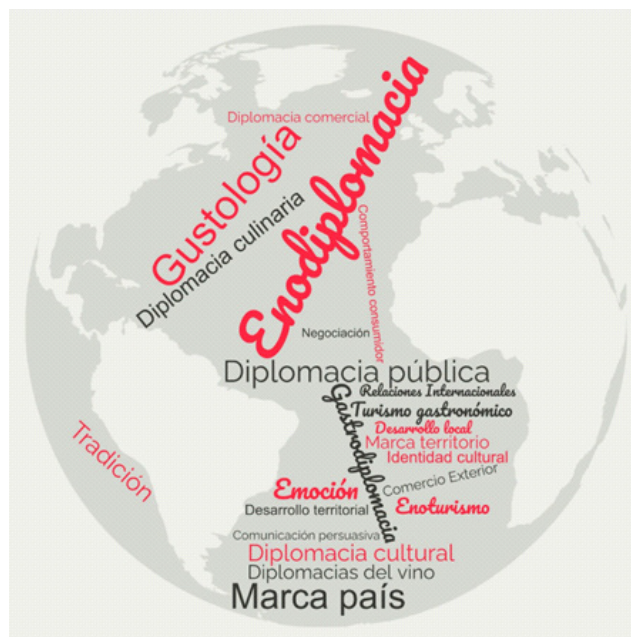 Enodiplomacia
Diplomacia comercial
Gustología
Diplomacia culinaria
Comportamiento consumidor
Negociación
Diplomacia pública
Gastrodiplomacia
Relaciones Internacionales
Turismo gastronómico
Desarrollo local
Marca territorio
Identidad cultural
Tradición
Comercio Exterior
Emoción
Enoturismo
Desarrollo territorial
Comunicación persuasiva
Diplomacia cultural
Diplomacias del vino
Marca país